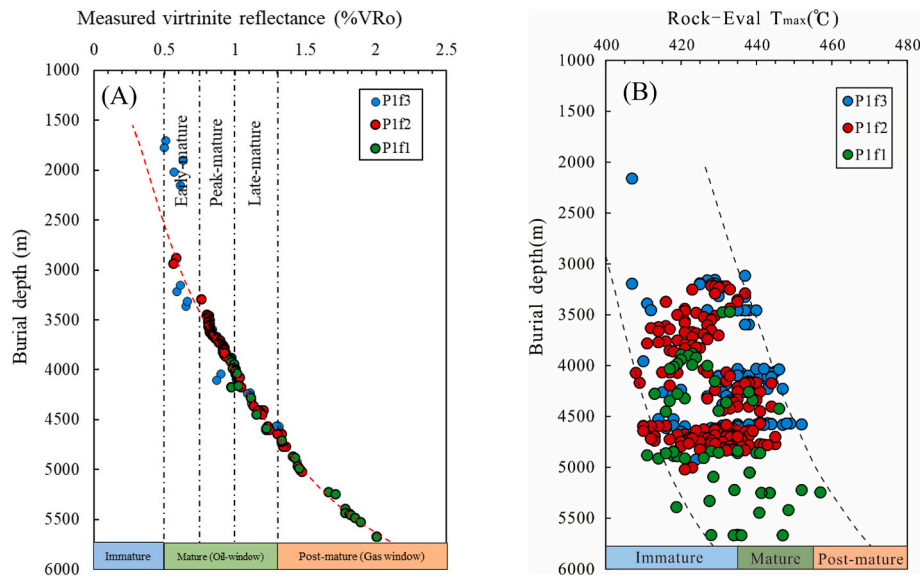 Measured virtrinite reflectance (%VRo)
0 0.5 1 1.5 2 2.5
1000
1500
2000
2500
3000
3500
4000
4500
5000
5500
6000
Burial depth (m)
(A)
P1f3
P1f2
P1f1
Early-mature
Peak-mature
Late-mature
Immature
Mature (Oil-window)
Post-mature (Gas window)
Rock-Eval Tmax(℃)
400 420 440 460 480
1000
1500
2000
2500
3000
3500
4000
4500
5000
5500
6000
Burial depth(m)
(B)
P1f3
P1f2
P1f1
Immature
Mature
Post-mature